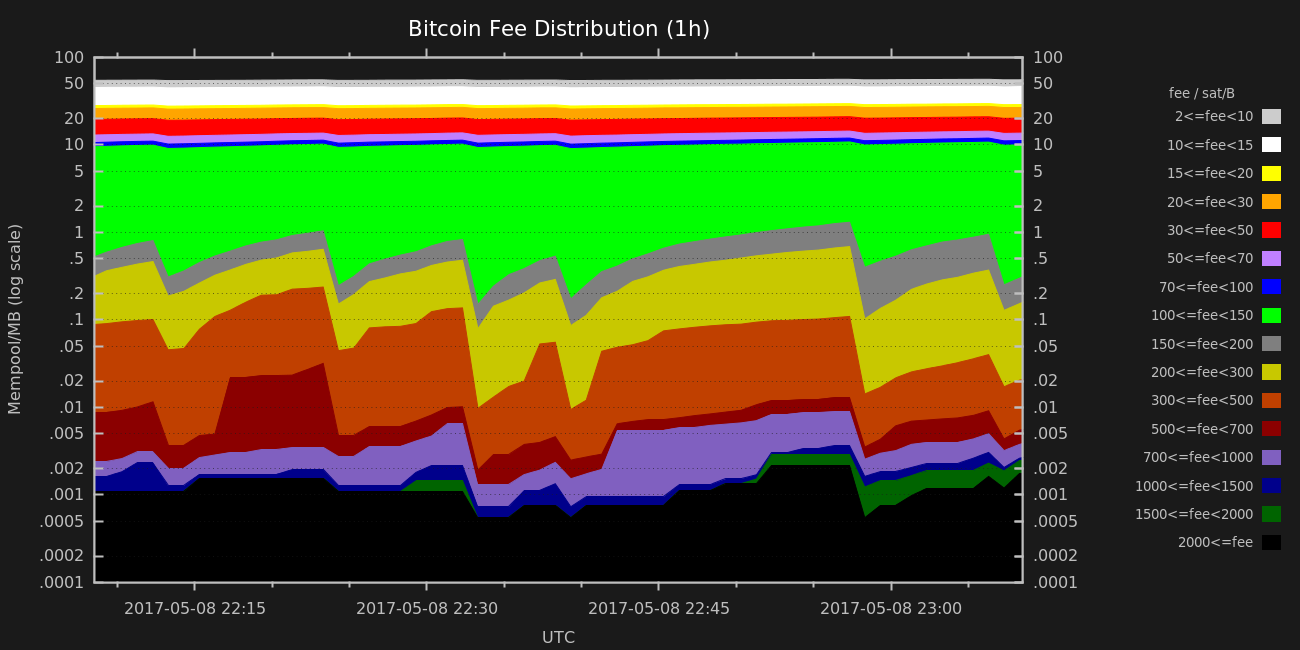 Bitcoin Fee Distribution (1h)
Mempool/MB (log scale)
100
50
20
10
5
2
1
.5
.2
.1
.05
.02
.01
.005
.002
.001
.0005
.0002
.0001
100
50
20
10
5
2
1
.5
.2
.1
.05
.02
.01
.005
.002
.001
.0005
.0002
.0001
2017-05-08 22:15
2017-05-08 22:30
2017-05-08 22:45
2017-05-08 23:00
UTC
fee / sat/B
2<=fee<10
10<=fee<15
15<=fee<20
20<=fee<30
30<=fee<50
50<=fee<70
70<=fee<100
100<=fee<150
150<=fee<200
200<=fee<300
300<=fee<500
500<=fee<700
700<=fee<1000
1000<=fee<1500
1500<=fee<2000
2000<=fee